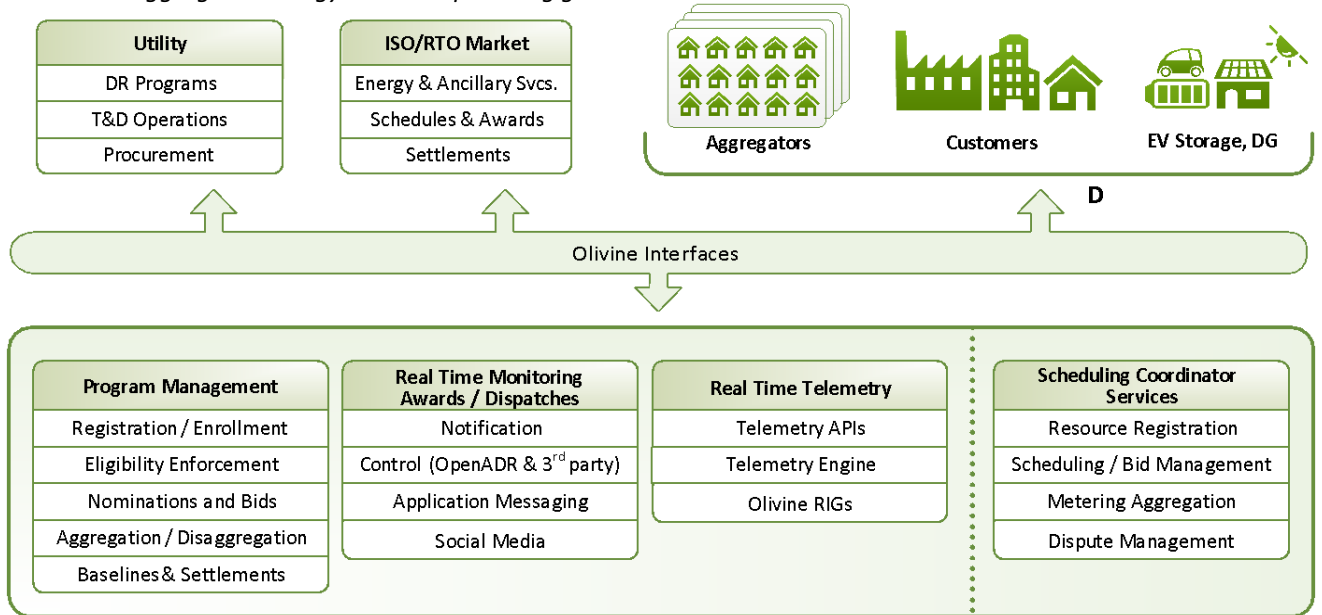 Utility
DR Programs
T&D Operations
Procurement
ISO/RTO Market
Energy & Ancillary Svcs.
Schedules & Awards
Settlements
Aggregators
Customers
EV Storage, DG
D
Olivine Interfaces
Program Management
Registration / Enrollment
Eligibility Enforcement
Nominations and Bids
Aggregation / Disaggregation
Baselines & Settlements
Real Time Monitoring
Awards / Dispatches
Notification
Control (OpenADR & 3rd party)
Application Messaging
Social Media
Real Time Telemetry
Telemetry APIs
Telemetry Engine
Olivine RIGs
Scheduling Coordinator
Services
Resource Registration
Scheduling / Bid Management
Metering Aggregation
Dispute Management